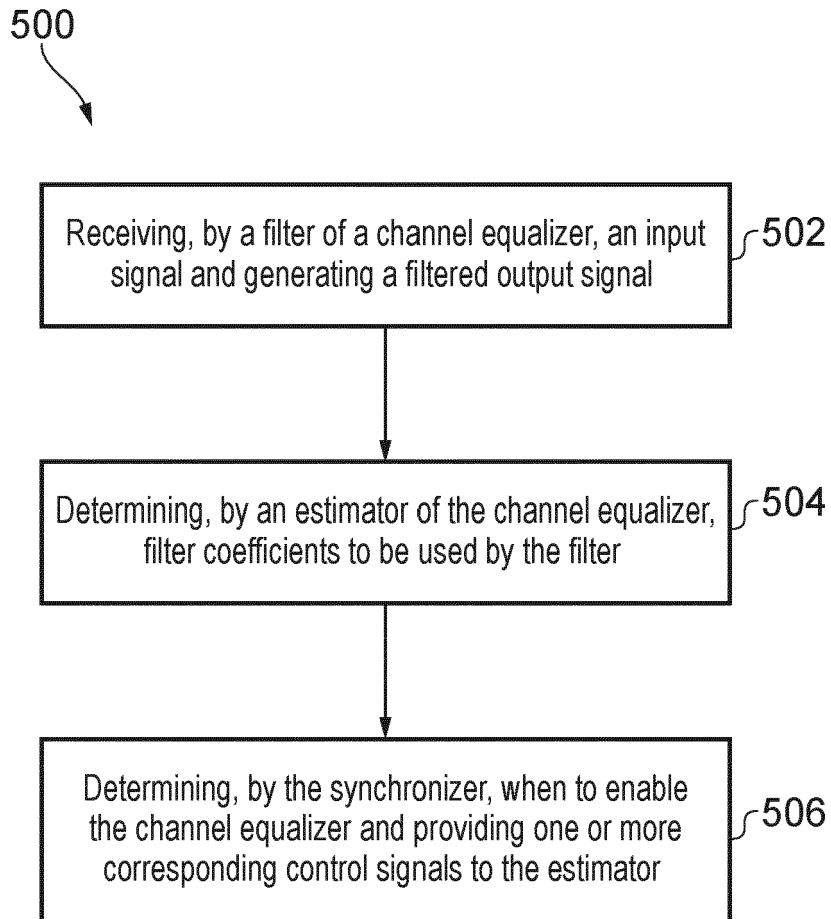 500
Receiving, by a filter of a channel equalizer, an input
signal and generating a filtered output signal
502
Determining, by an estimator of the channel equalizer,
filter coefficients to be used by the filter
504
Determining, by the synchronizer, when to enable
the channel equalizer and providing one or more
corresponding control signals to the estimator
506